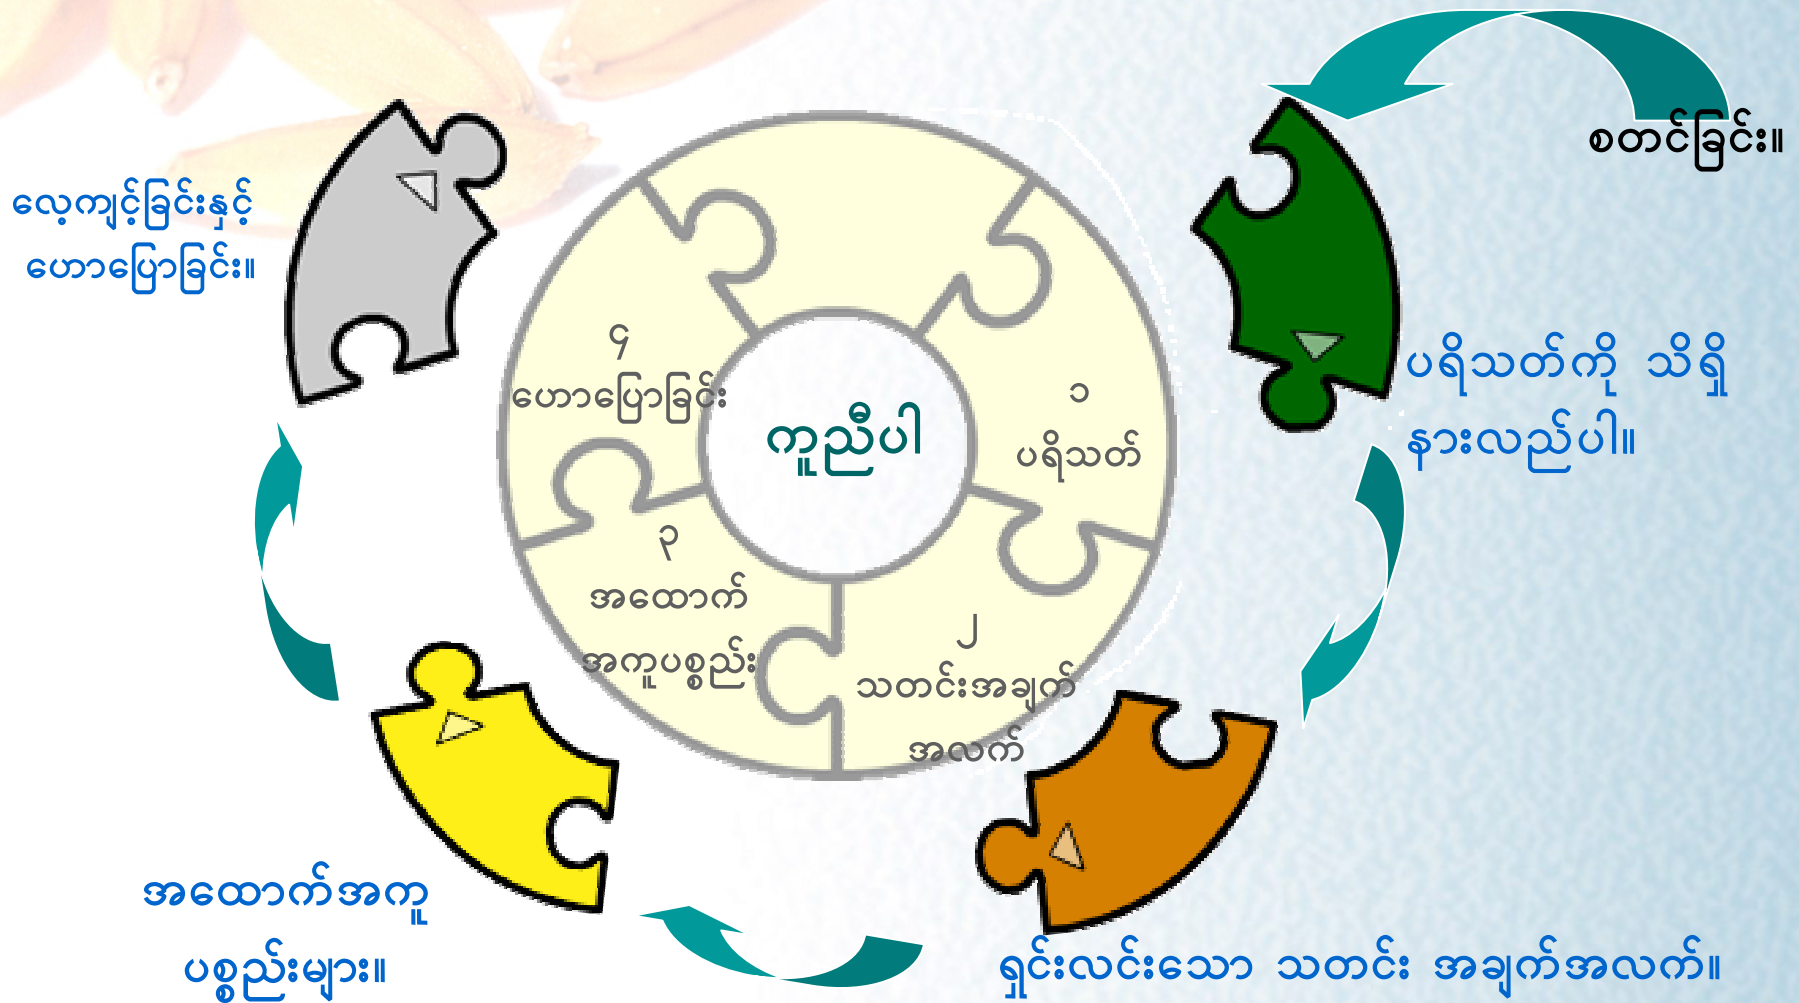 စတင်ခြင်း။
ပရိသတ်ကို သိရှိ
နားလည်ပါ။
ရှင်းလင်းသော သတင်း အချက်အလက်။
အထောက်အကူ
ပစ္စည်းများ။
လေ့ကျင့်ခြင်းနှင့်
ဟောပြောခြင်း။
ကူညီပါ
၁
ပရိသတ်
၂
သတင်းအချက်
အလက်
၃
အထောက်
အကူပစ္စည်း
၄
ဟောပြောခြင်း